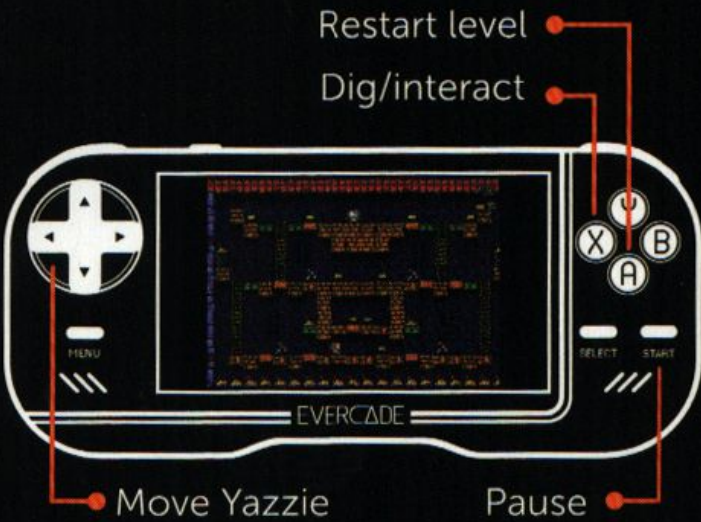 Restart level
Dig/interact
Y
X B
A
MENU
SELECT START
EVERCADE
Move Yazzie Pause